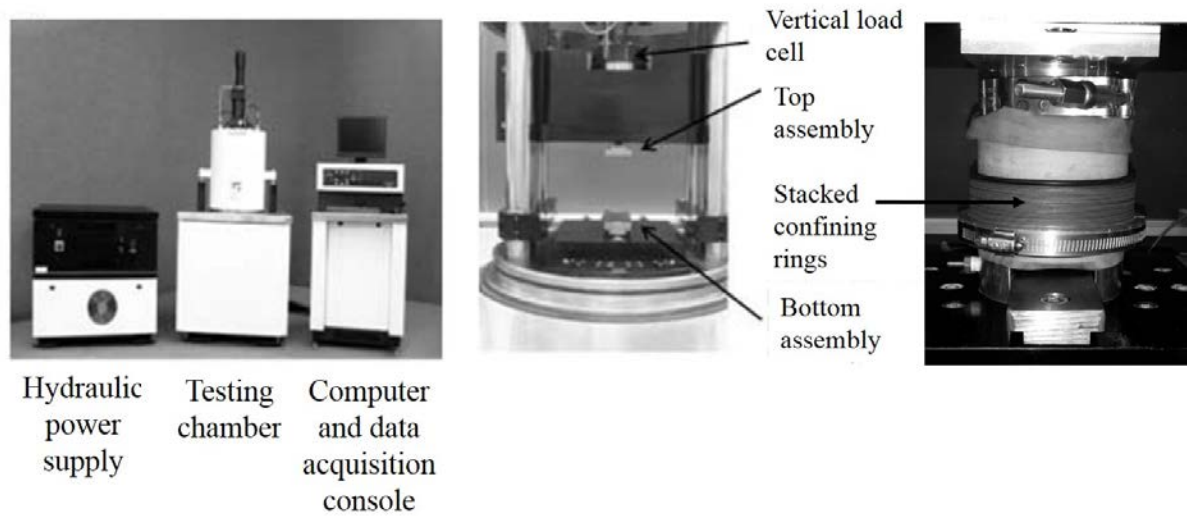 Vertical load
cell
Top
assembly
Stacked
confining
rings
Bottom
assembly
Hydraulic
power
supply
Testing
chamber
Computer
and data
acquisition
console